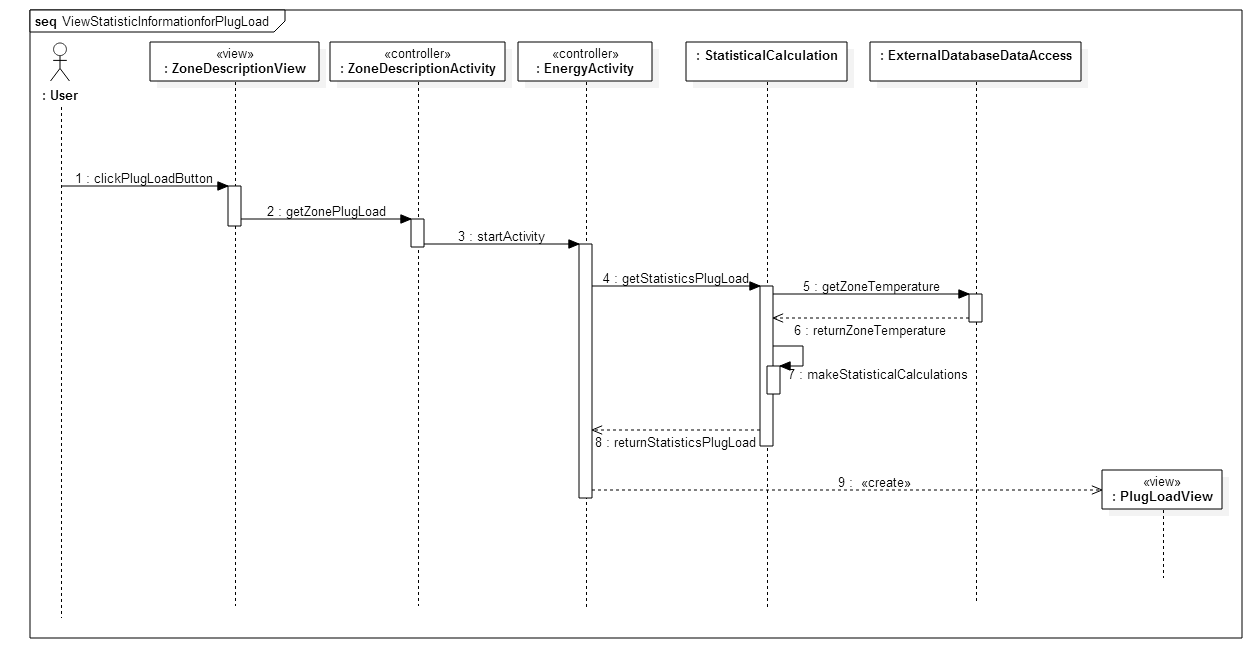 seq ViewStatisticInformationforPlugLoad
: User
«view»
: ZoneDescriptionView
«controller»
: ZoneDescriptionActivity
«controller»
: EnergyActivity
: StatisticalCalculation
: ExternalDatabaseDataAccess
1 : clickPlugLoadButton
2 : getZonePlugLoad
3 : startActivity
4 : getStatisticsPlugLoad
5 : getZoneTemperature
6 : returnZoneTemperature
7 : makeStatisticalCalculations
8 : returnStatisticsPlugLoad
9 : «create»
«view»
: PlugLoadView